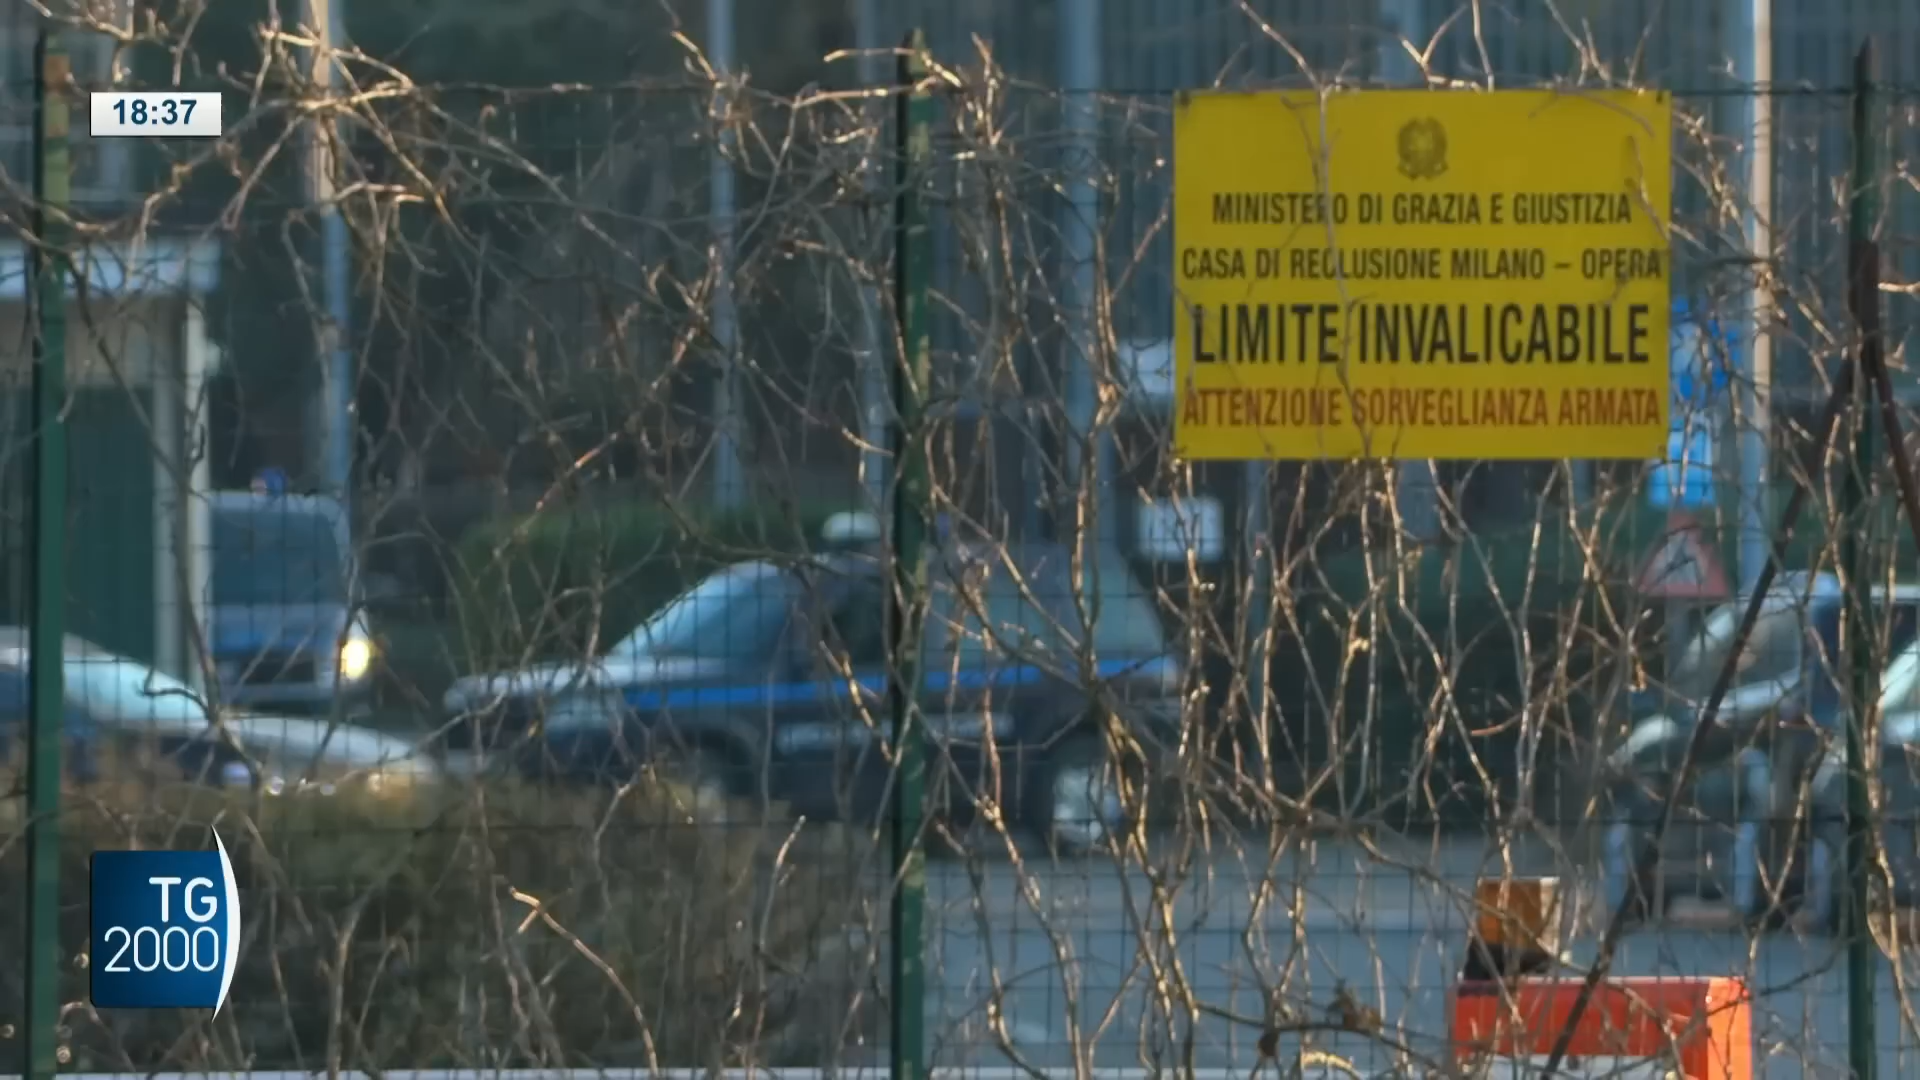 18:37
MINISTERO DI GRAZIA E GIUSTIZIA
CASA DI RECLUSIONE MILANO – OPERA
LIMITE INVALICABILE
ATTENZIONE SORVEGLIANZA ARMATA
TG
2000